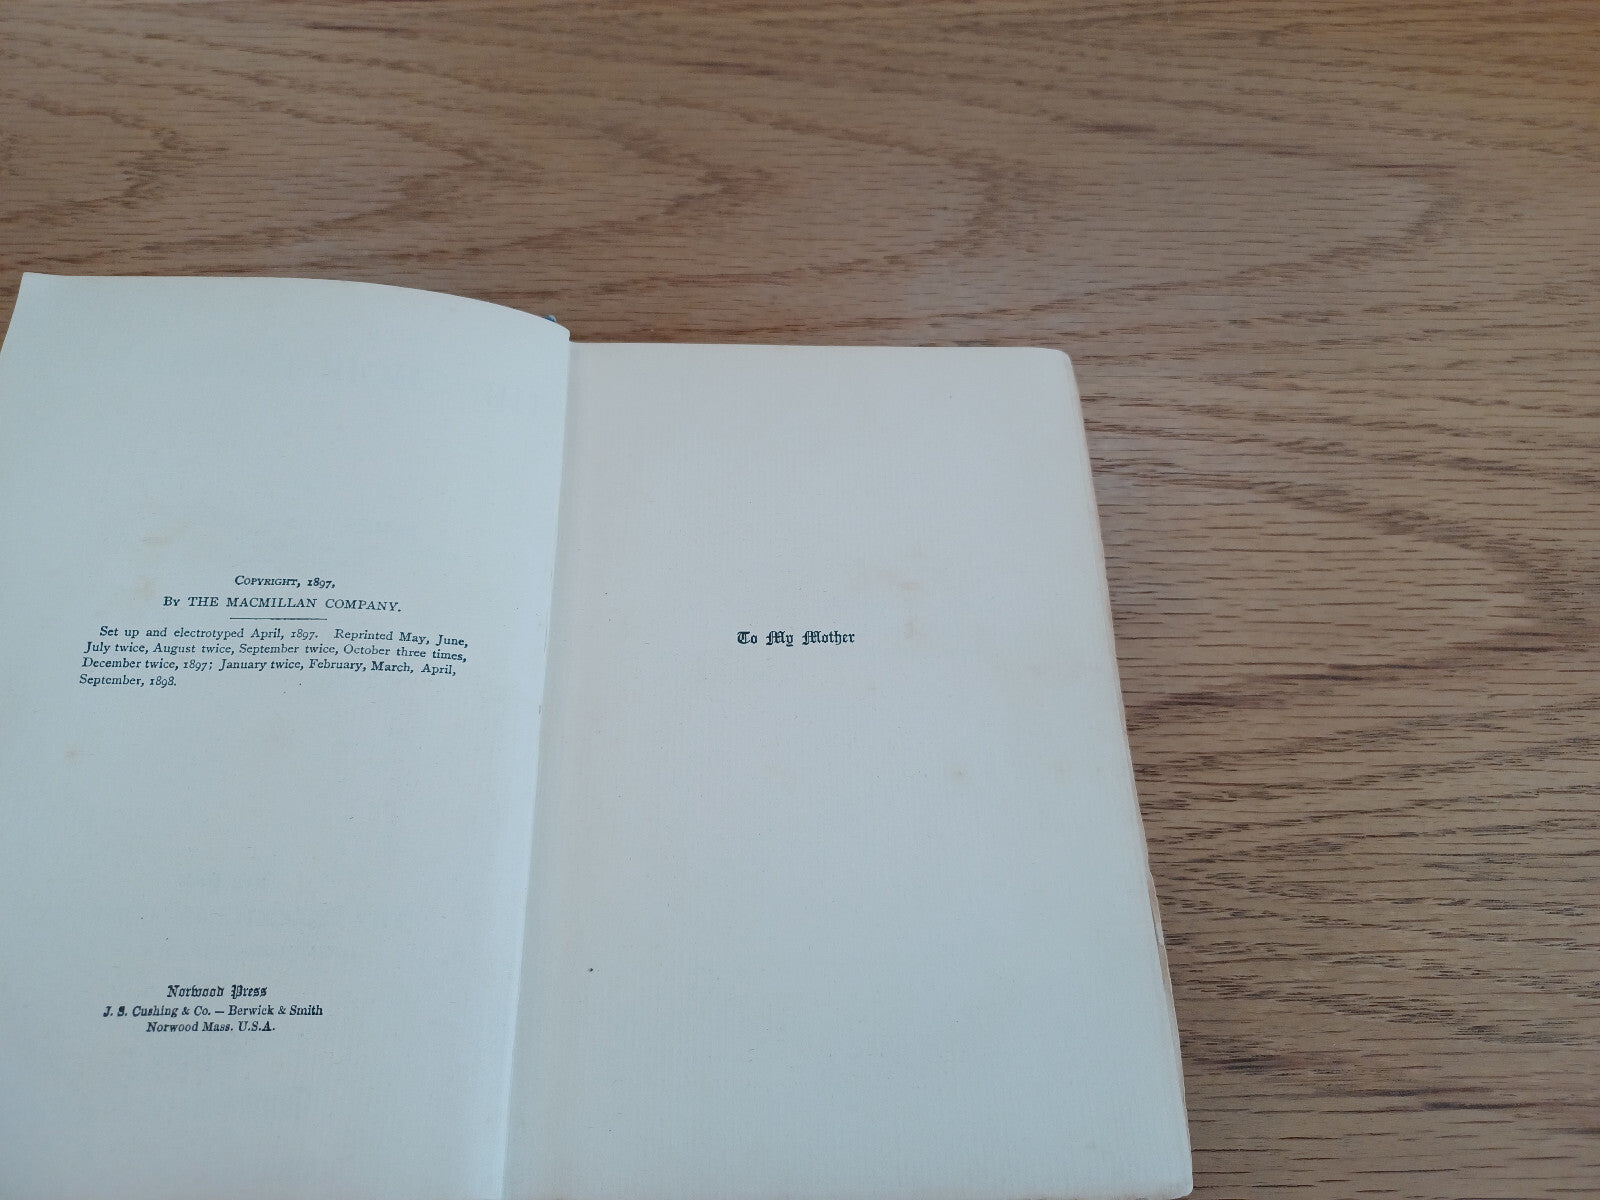 COPYRIGHT, 1897,
BY THE MACMILLAN COMPANY.
Set up and electrotyped April, 1897. Reprinted May, June,
July twice, August twice, September twice, October three times,
December twice, 1897; January twice, February, March, April,
September, 1898.
Norwood Press
J. S. Cushing & Co. – Berwick & Smith
Norwood Mass. U.S.A.
To My Mother